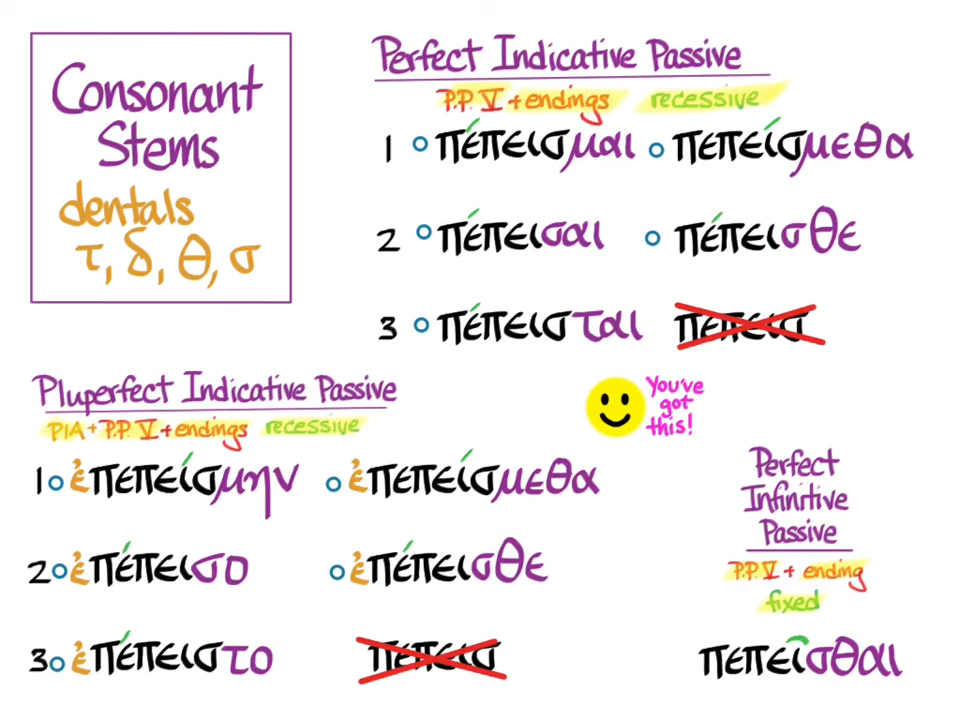 Consonant
Stems
dentals
τ, δ, θ, σ
Perfect Indicative Passive
P.P. V + endings recessive
1 πέπεισμαι πεπείσμεθα
2 πέπεισαι πέπεισθε
3 πέπεισται πεπεισ
You've
got
this!
Pluperfect Indicative Passive
PIA + P.P. V + endings recessive
1 ἐπεπείσμην ἐπεπείσμεθα
2 ἐπέπεισο ἐπέπεισθε
3 ἐπέπειστο πεπεισ
Perfect
Infinitive
Passive
P.P. V + ending
fixed
πεπεῖσθαι